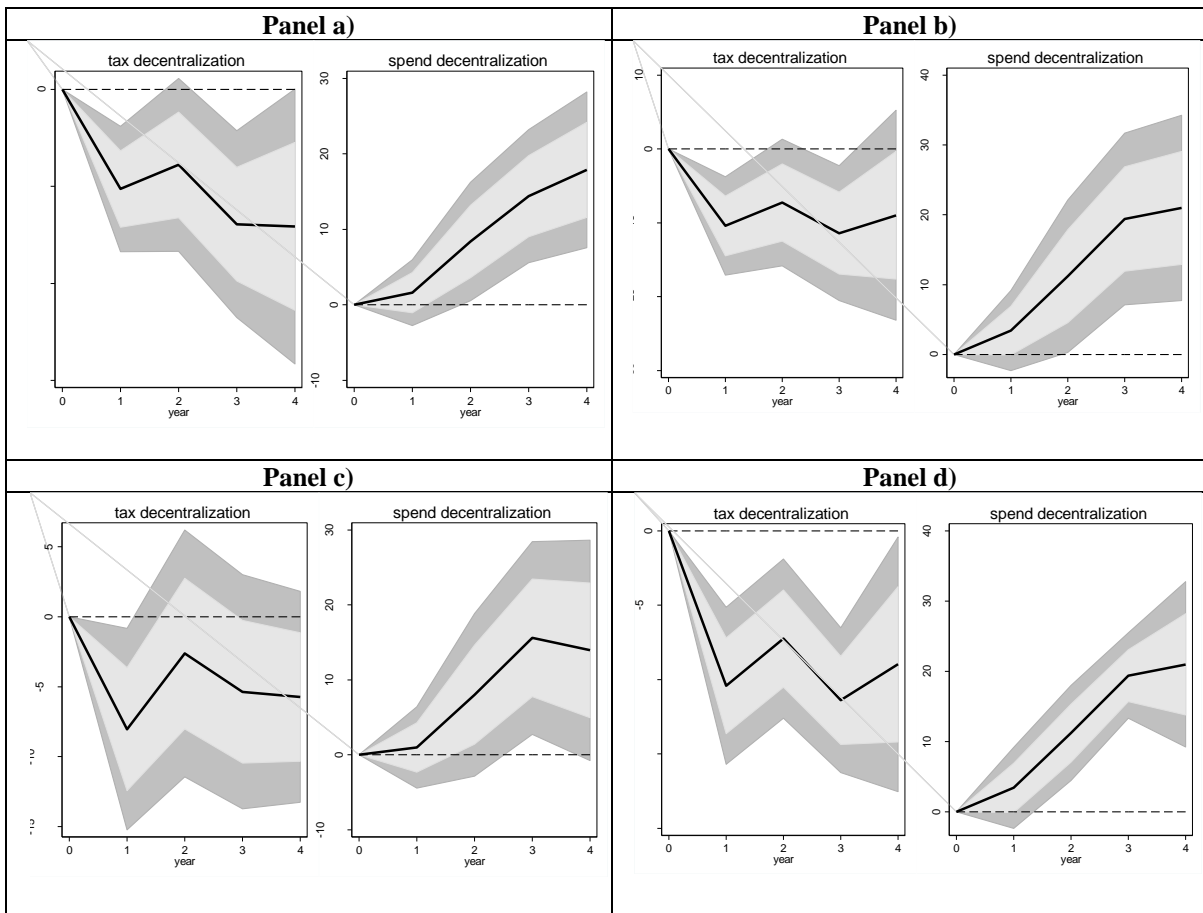 Panel a)
tax decentralization
0
0 1 2 3 4
year
spend decentralization
30
20
10
0
-10
0 1 2 3 4
year
Panel b)
tax decentralization
10
0
0 1 2 3 4
year
spend decentralization
40
30
20
10
0
0 1 2 3 4
year
Panel c)
tax decentralization
5
0
-5
-10
0 1 2 3 4
year
spend decentralization
30
20
10
0
-10
0 1 2 3 4
year
Panel d)
tax decentralization
0
-5
0 1 2 3 4
year
spend decentralization
40
30
20
10
0
0 1 2 3 4
year